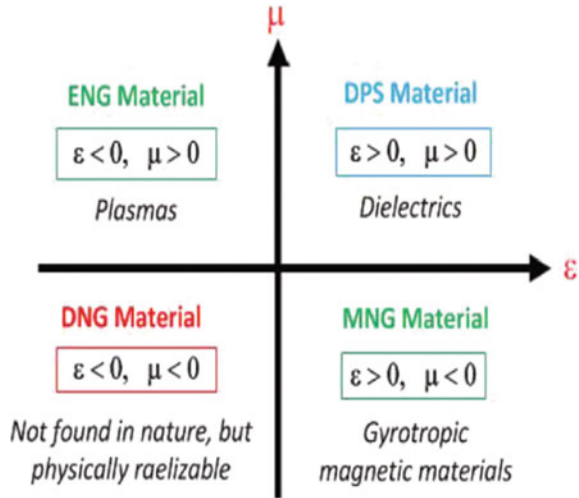 μ
ENG Material
ε<0, μ>0
Plasmas
DPS Material
ε>0, μ>0
Dielectrics
ε
DNG Material
ε<0, μ<0
Not found in nature, but
physically raelizable
MNG Material
ε>0, μ<0
Gyrotropic
magnetic materials